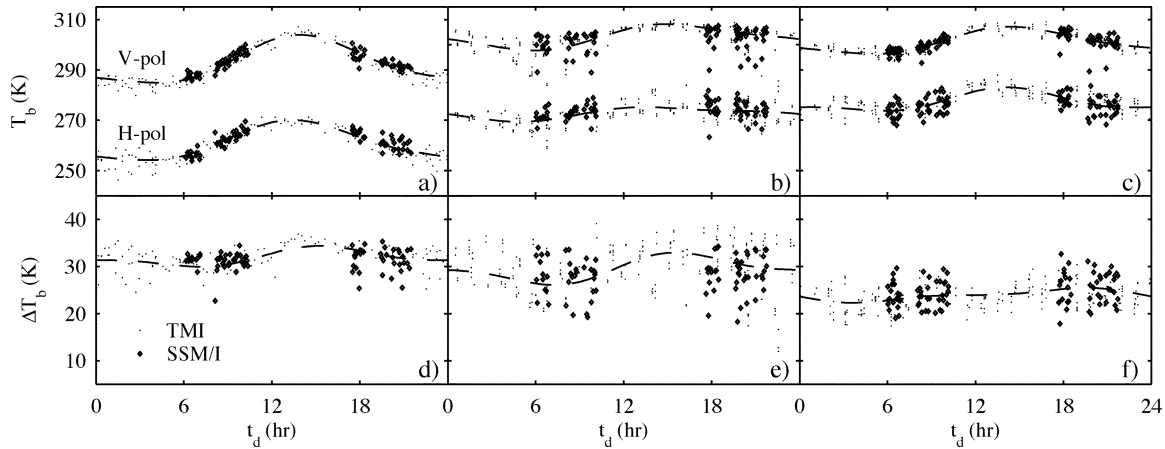 310
290
270
250
T_b (K)
V-pol
H-pol
a)
b)
c)
40
30
20
10
ΔT_b (K)
TMI
SSM/I
d)
e)
f)
0 6 12 18 0 6 12 18 0 6 12 18 24
t_d (hr) t_d (hr) t_d (hr)